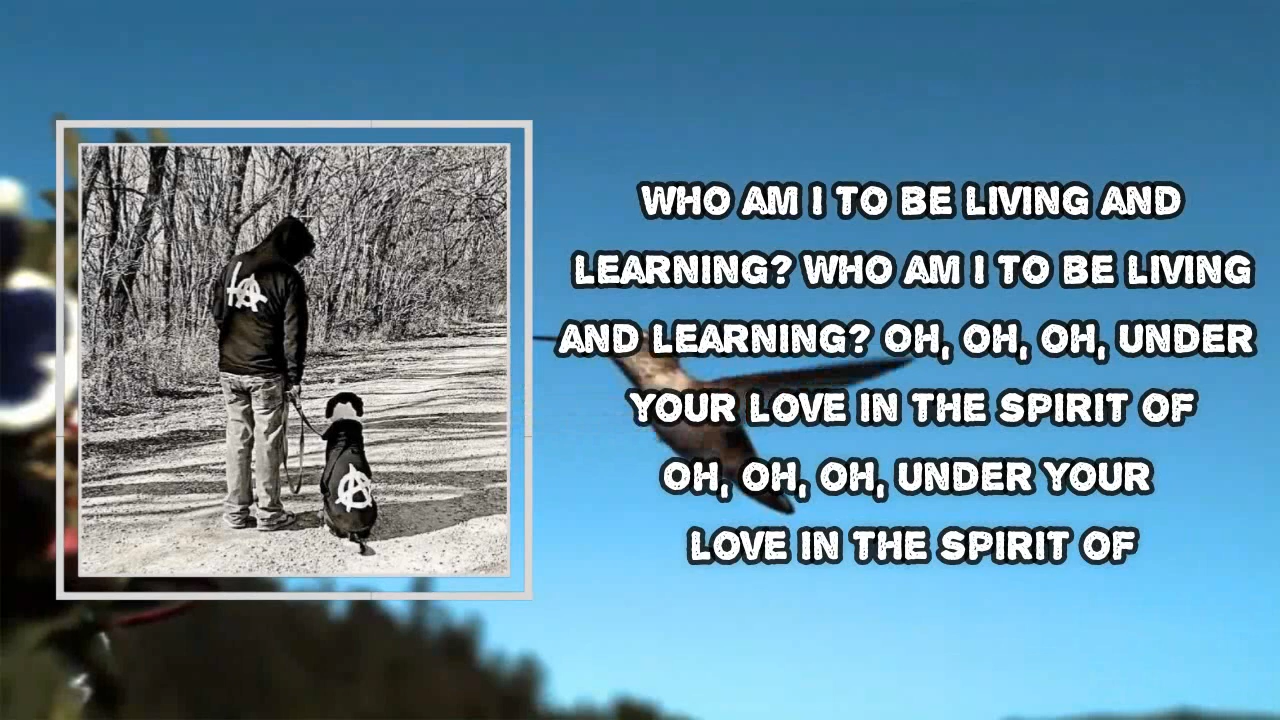 WHO AM I TO BE LIVING AND
LEARNING? WHO AM I TO BE LIVING
AND LEARNING? OH, OH, OH, UNDER
YOUR LOVE IN THE SPIRIT OF
OH, OH, OH, UNDER YOUR
LOVE IN THE SPIRIT OF